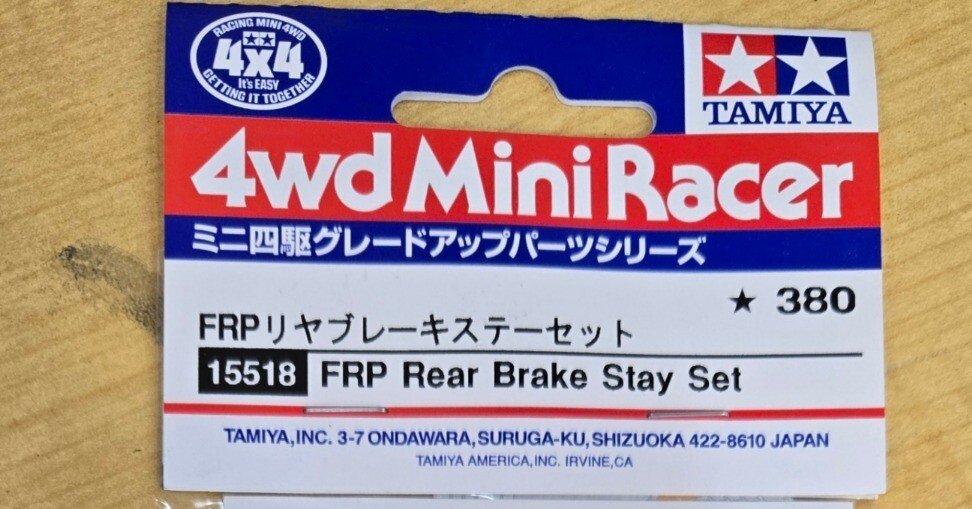 RACING MINI 4WD
4x4
It's EASY
GETTING IT TOGETHER
TAMIYA
4wd Mini Racer
ミニ四駆グレードアップパーツシリーズ
★ 380
FRPリヤブレーキステーセット
15518 FRP Rear Brake Stay Set
TAMIYA,INC. 3-7 ONDAWARA,SURUGA-KU,SHIZUOKA 422-8610 JAPAN
TAMIYA AMERICA,INC. IRVINE,CA